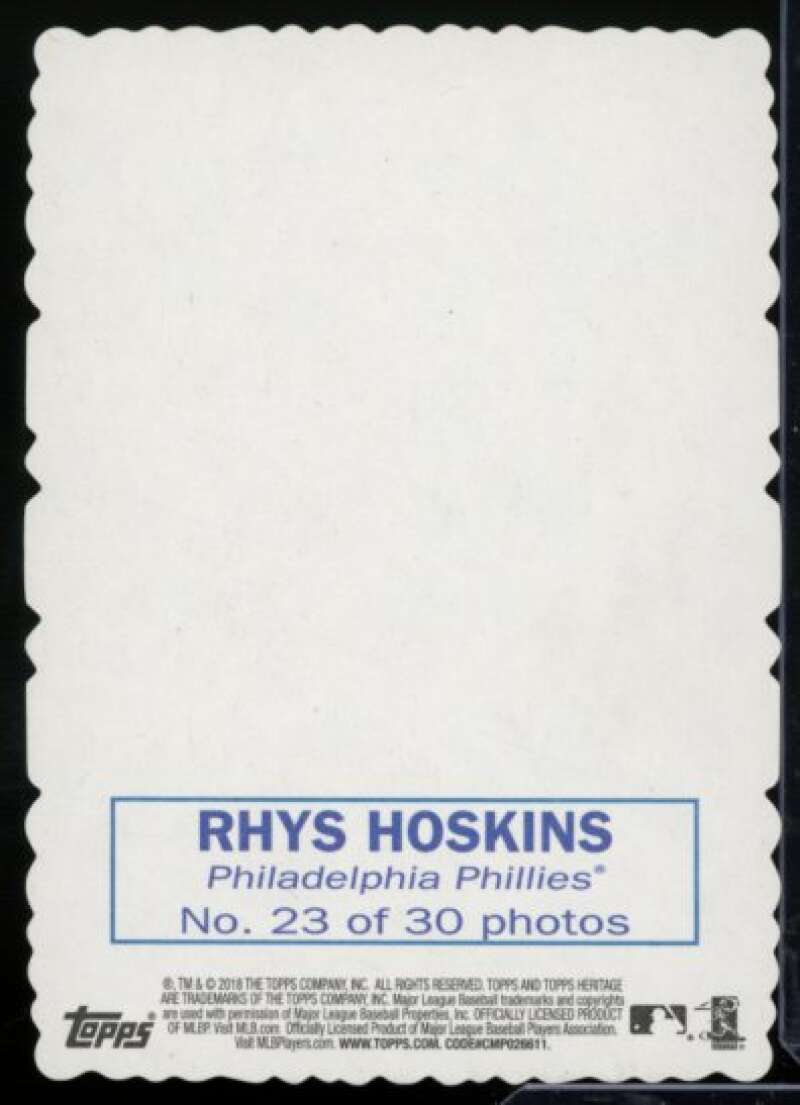 RHYS HOSKINS
Philadelphia Phillies®
No. 23 of 30 photos
®, TM & © 2018 THE TOPPS COMPANY, INC. ALL RIGHTS RESERVED. TOPPS AND TOPPS HERITAGE
ARE TRADEMARKS OF THE TOPPS COMPANY, INC. Major League Baseball trademarks and copyrights
are used with permission of Major League Baseball Properties, Inc. OFFICIALLY LICENSED PRODUCT
OF MLBP Visit MLB.com. Officially Licensed Product of Major League Baseball Players Association.
Visit MLBPlayers.com. WWW.TOPPS.COM. CODE#CMP026611.
topps®